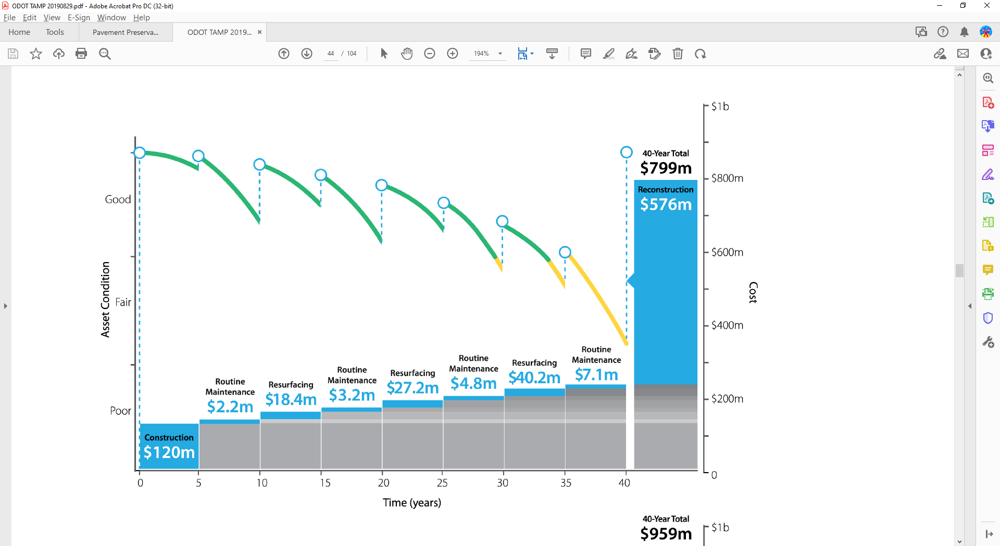 ODOT TAMP 20190829.pdf - Adobe Acrobat Pro DC (32-bit)
File Edit View E-Sign Window Help
Home Tools Pavement Preserva... ODOT TAMP 2019... ×
44 / 104 194%
$1b
40-Year Total
$799m
$800m
Reconstruction
$576m
Good
$600m
Asset Condition
Cost
Fair
$400m
Routine
Maintenance
$2.2m
Resurfacing
$18.4m
Routine
Maintenance
$3.2m
Resurfacing
$27.2m
Routine
Maintenance
$4.8m
Resurfacing
$40.2m
Routine
Maintenance
$7.1m
$200m
Poor
Construction
$120m
0
0 5 10 15 20 25 30 35 40
Time (years)
40-Year Total
$959m
$1b